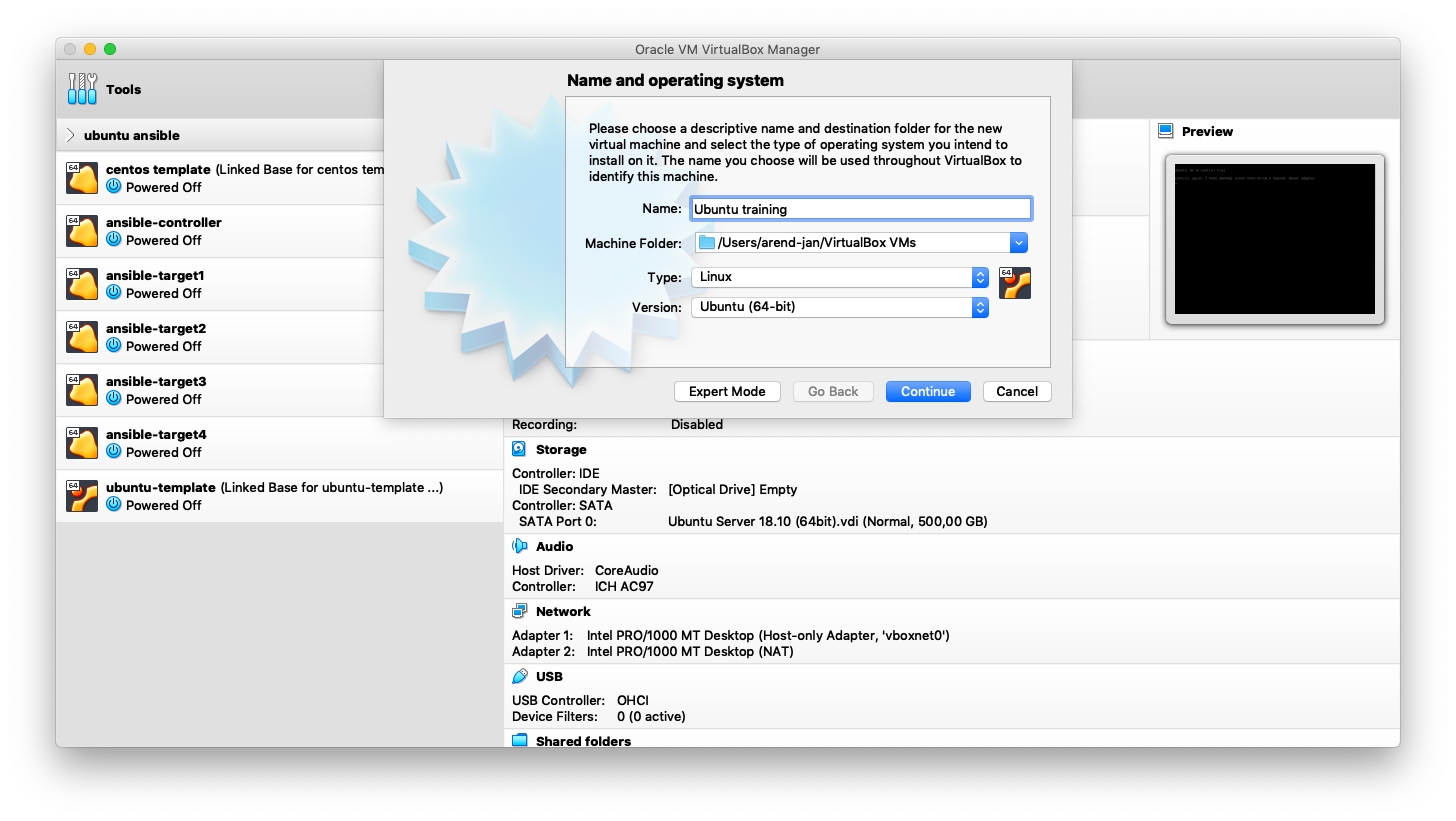 Oracle VM VirtualBox Manager
Tools
ubuntu ansible
64
centos template (Linked Base for centos tem
Powered Off
64
ansible-controller
Powered Off
64
ansible-target1
Powered Off
64
ansible-target2
Powered Off
64
ansible-target3
Powered Off
64
ansible-target4
Powered Off
64
ubuntu-template (Linked Base for ubuntu-template ...)
Powered Off
Name and operating system
Please choose a descriptive name and destination folder for the new
virtual machine and select the type of operating system you intend to
install on it. The name you choose will be used throughout VirtualBox to
identify this machine.
Name: Ubuntu training
Machine Folder: /Users/arend-jan/VirtualBox VMs
Type: Linux
64
Version: Ubuntu (64-bit)
Expert Mode Go Back Continue Cancel
Preview
Recording: Disabled
Storage
Controller: IDE
IDE Secondary Master: [Optical Drive] Empty
Controller: SATA
SATA Port 0: Ubuntu Server 18.10 (64bit).vdi (Normal, 500,00 GB)
Audio
Host Driver: CoreAudio
Controller: ICH AC97
Network
Adapter 1: Intel PRO/1000 MT Desktop (Host-only Adapter, 'vboxnet0')
Adapter 2: Intel PRO/1000 MT Desktop (NAT)
USB
USB Controller: OHCI
Device Filters: 0 (0 active)
Shared folders